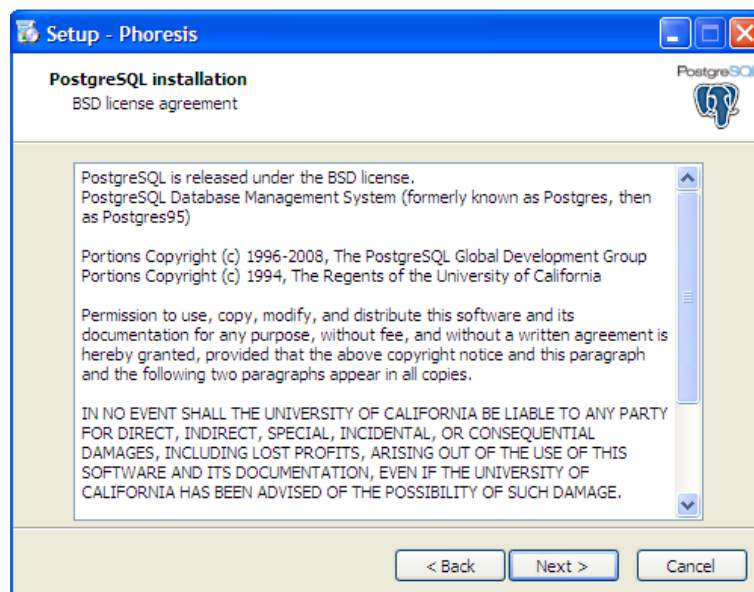 Setup - Phoresis
PostgreSQL installation
BSD license agreement
PostgreSQL
PostgreSQL is released under the BSD license.
PostgreSQL Database Management System (formerly known as Postgres, then
as Postgres95)
Portions Copyright (c) 1996-2008, The PostgreSQL Global Development Group
Portions Copyright (c) 1994, The Regents of the University of California
Permission to use, copy, modify, and distribute this software and its
documentation for any purpose, without fee, and without a written agreement is
hereby granted, provided that the above copyright notice and this paragraph
and the following two paragraphs appear in all copies.
IN NO EVENT SHALL THE UNIVERSITY OF CALIFORNIA BE LIABLE TO ANY PARTY
FOR DIRECT, INDIRECT, SPECIAL, INCIDENTAL, OR CONSEQUENTIAL
DAMAGES, INCLUDING LOST PROFITS, ARISING OUT OF THE USE OF THIS
SOFTWARE AND ITS DOCUMENTATION, EVEN IF THE UNIVERSITY OF
CALIFORNIA HAS BEEN ADVISED OF THE POSSIBILITY OF SUCH DAMAGE.
< Back Next > Cancel